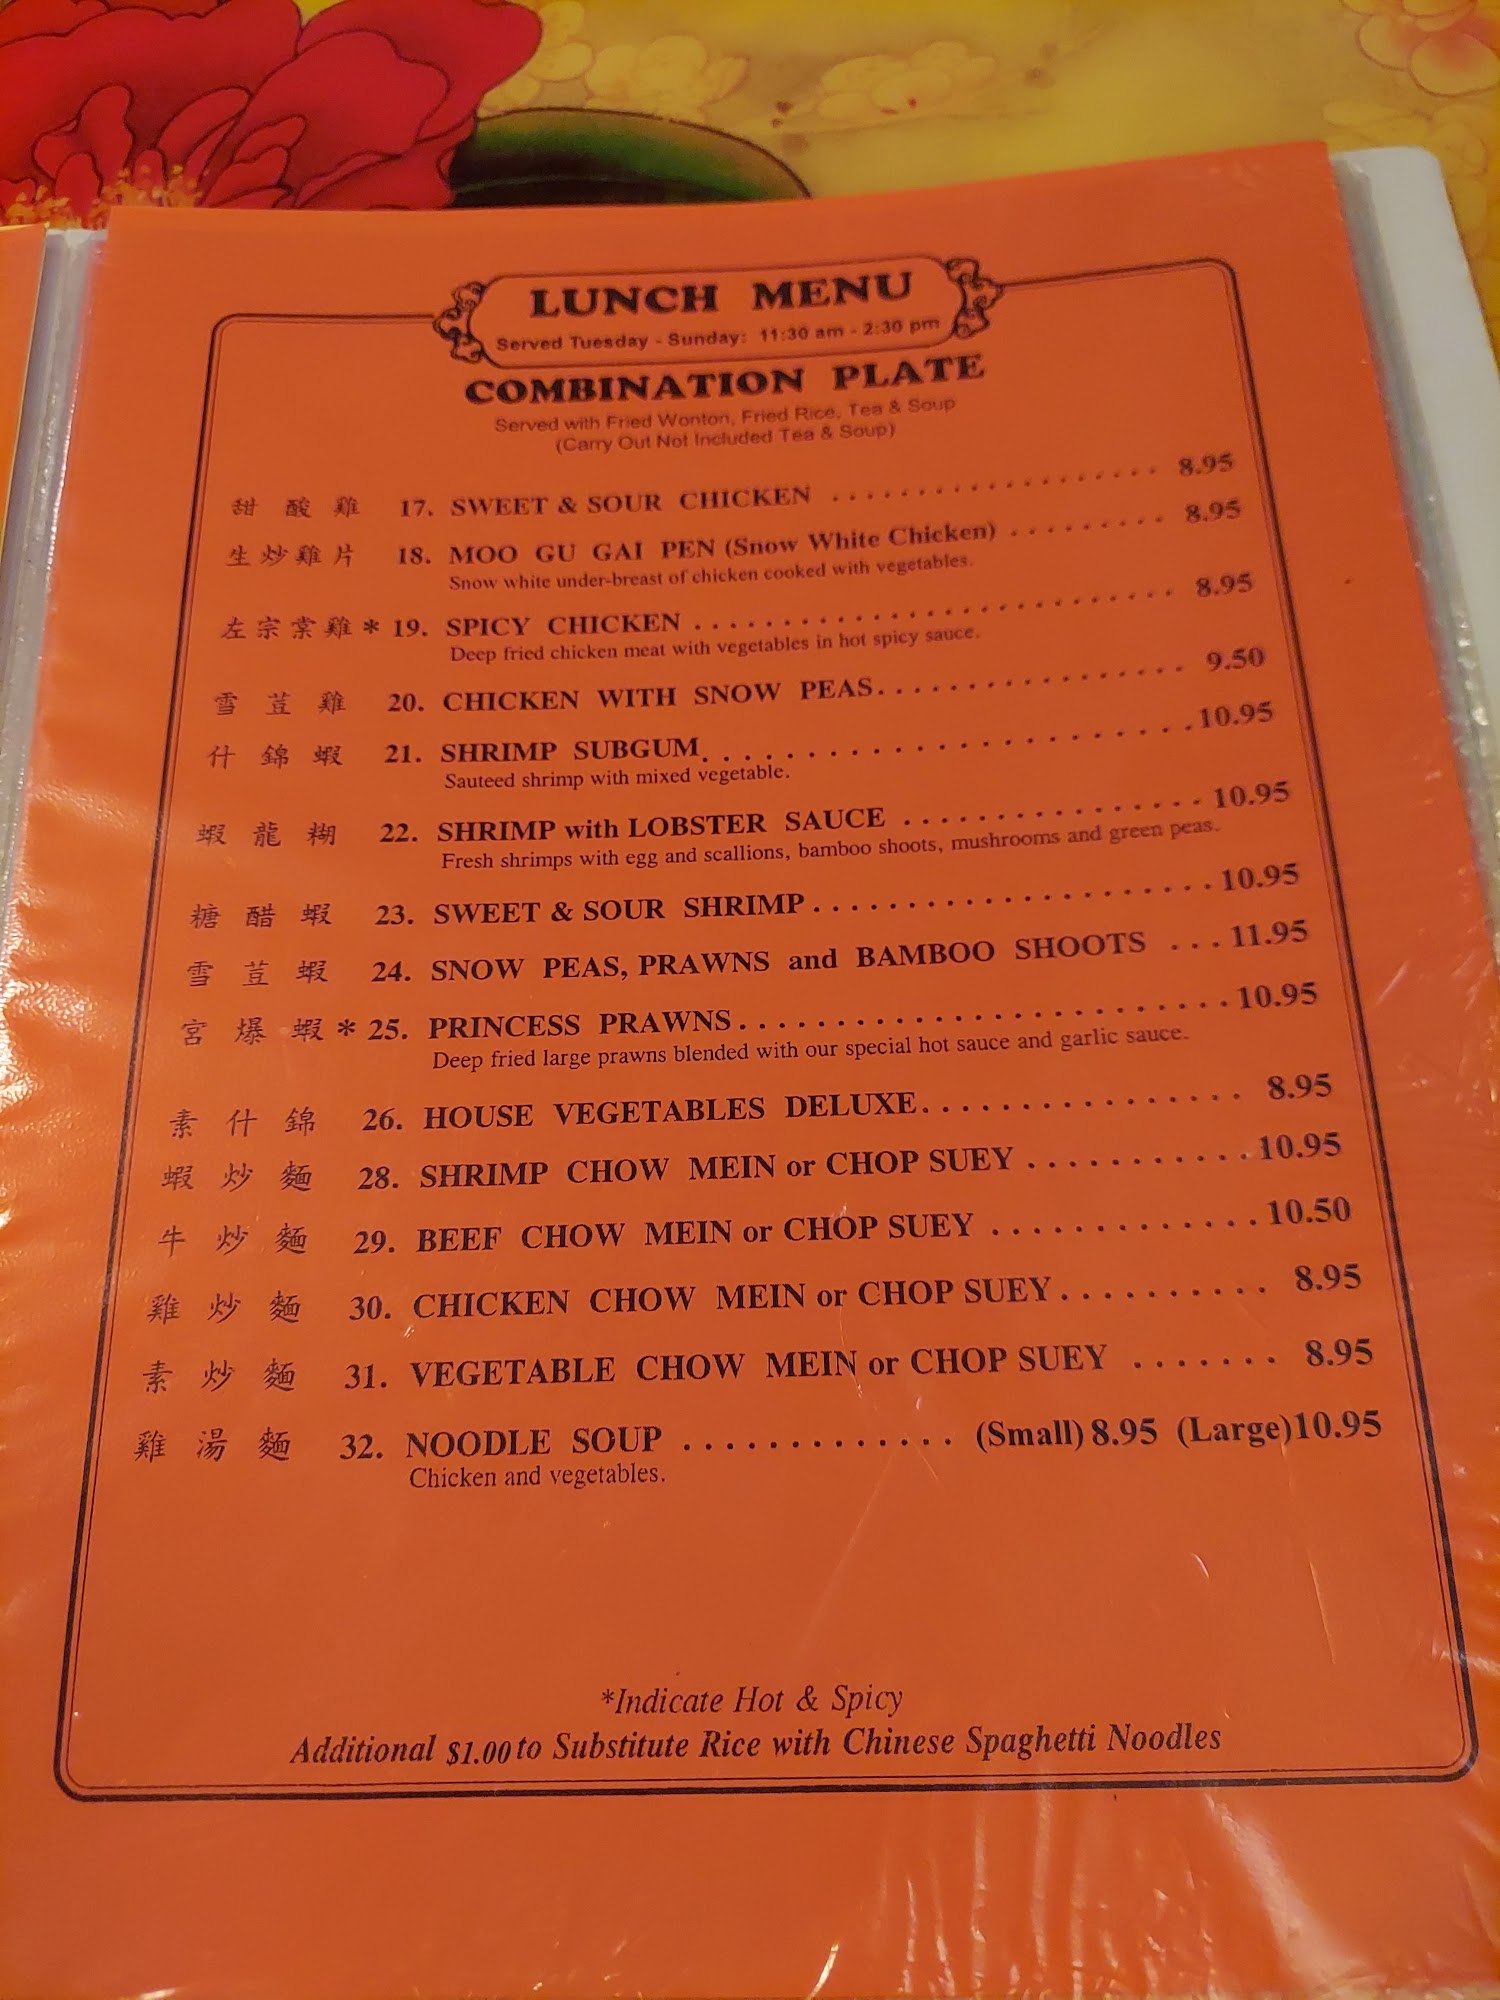 LUNCH MENU
Served Tuesday - Sunday: 11:30 am - 2:30 pm
COMBINATION PLATE
Served with Fried Wonton, Fried Rice, Tea & Soup
(Carry Out Not Included Tea & Soup)
甜酸雞 17. SWEET & SOUR CHICKEN . . . . . . . . . . . . . . . . . . . . 8.95
生炒雞片 18. MOO GU GAI PEN (Snow White Chicken) . . . . . . . . . 8.95
Snow white under-breast of chicken cooked with vegetables.
左宗棠雞 * 19. SPICY CHICKEN . . . . . . . . . . . . . . . . . . . . . . . . . . 8.95
Deep fried chicken meat with vegetables in hot spicy sauce.
雪荳雞 20. CHICKEN WITH SNOW PEAS. . . . . . . . . . . . . . . . . 9.50
什錦蝦 21. SHRIMP SUBGUM. . . . . . . . . . . . . . . . . . . . . . . . . .10.95
Sauteed shrimp with mixed vegetable.
蝦龍糊 22. SHRIMP with LOBSTER SAUCE . . . . . . . . . . . . . . . . 10.95
Fresh shrimps with egg and scallions, bamboo shoots, mushrooms and green peas.
糖醋蝦 23. SWEET & SOUR SHRIMP . . . . . . . . . . . . . . . . . . . . . 10.95
雪荳蝦 24. SNOW PEAS, PRAWNS and BAMBOO SHOOTS . . . 11.95
宮爆蝦 * 25. PRINCESS PRAWNS. . . . . . . . . . . . . . . . . . . . . . . . . . 10.95
Deep fried large prawns blended with our special hot sauce and garlic sauce.
素什錦 26. HOUSE VEGETABLES DELUXE. . . . . . . . . . . . . . . . 8.95
蝦炒麵 28. SHRIMP CHOW MEIN or CHOP SUEY . . . . . . . . . . . . 10.95
牛炒麵 29. BEEF CHOW MEIN or CHOP SUEY . . . . . . . . . . . . . 10.50
雞炒麵 30. CHICKEN CHOW MEIN or CHOP SUEY . . . . . . . . . . 8.95
素炒麵 31. VEGETABLE CHOW MEIN or CHOP SUEY . . . . . . . 8.95
雞湯麵 32. NOODLE SOUP . . . . . . . . . . . . . (Small) 8.95 (Large)10.95
Chicken and vegetables.
*Indicate Hot & Spicy
Additional $1.00 to Substitute Rice with Chinese Spaghetti Noodles